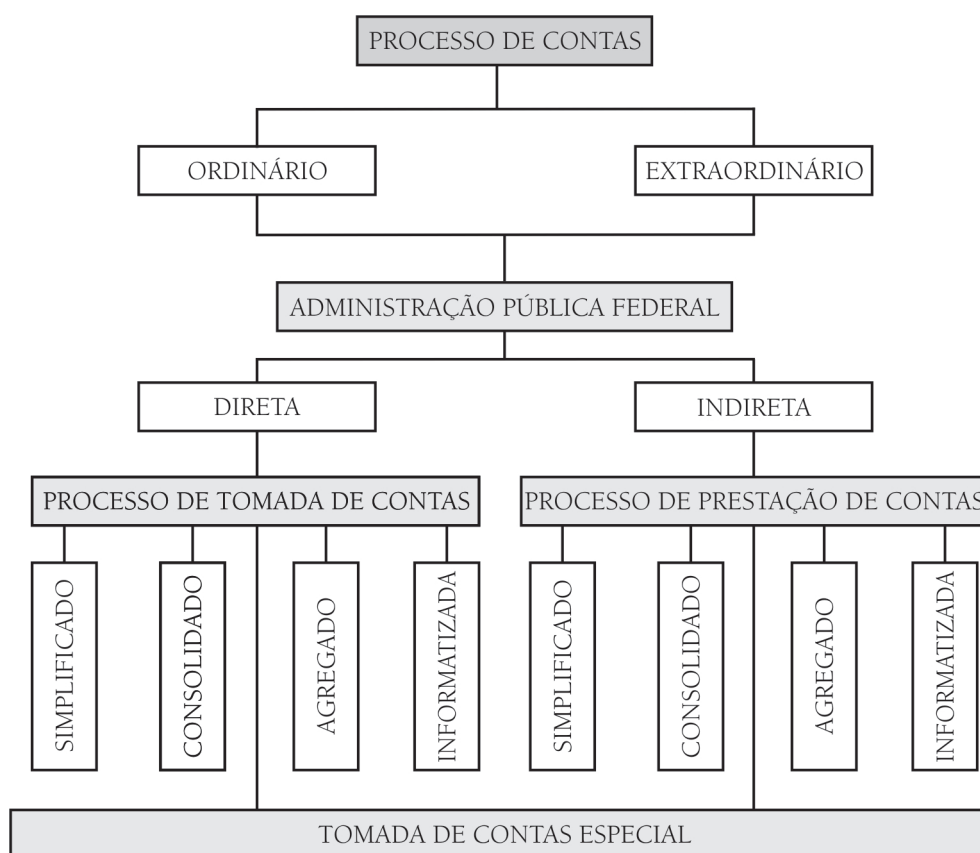 PROCESSO DE CONTAS
ORDINÁRIO
EXTRAORDINÁRIO
ADMINISTRAÇÃO PÚBLICA FEDERAL
DIRETA
INDIRETA
PROCESSO DE TOMADA DE CONTAS
PROCESSO DE PRESTAÇÃO DE CONTAS
SIMPLIFICADO
CONSOLIDADO
AGREGADO
INFORMATIZADA
SIMPLIFICADO
CONSOLIDADO
AGREGADO
INFORMATIZADA
TOMADA DE CONTAS ESPECIAL